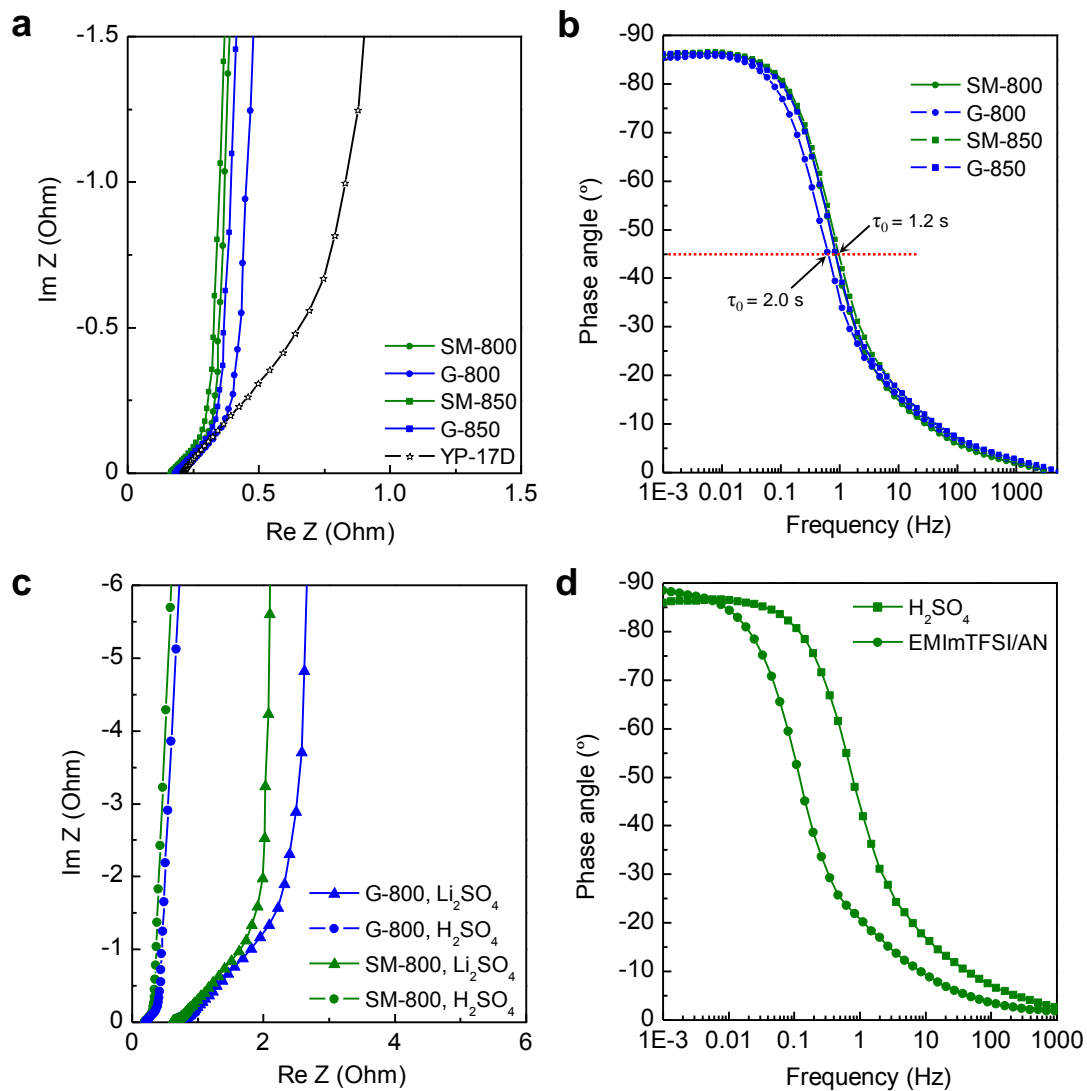 a
-1.5
-1.0
-0.5
0
Im Z (Ohm)
0
0.5
1.0
1.5
Re Z (Ohm)
SM-800
G-800
SM-850
G-850
YP-17D
b
-90
-80
-70
-60
-50
-40
-30
-20
-10
0
Phase angle (°)
SM-800
G-800
SM-850
G-850
τ₀ = 1.2 s
τ₀ = 2.0 s
1E-3
0.01
0.1
1
10
100
1000
Frequency (Hz)
c
-6
-5
-4
-3
-2
-1
0
Im Z (Ohm)
G-800, Li₂SO₄
G-800, H₂SO₄
SM-800, Li₂SO₄
SM-800, H₂SO₄
0
2
4
6
Re Z (Ohm)
d
-90
-80
-70
-60
-50
-40
-30
-20
-10
0
Phase angle (°)
H₂SO₄
EMImTFSI/AN
1E-3
0.01
0.1
1
10
100
1000
Frequency (Hz)